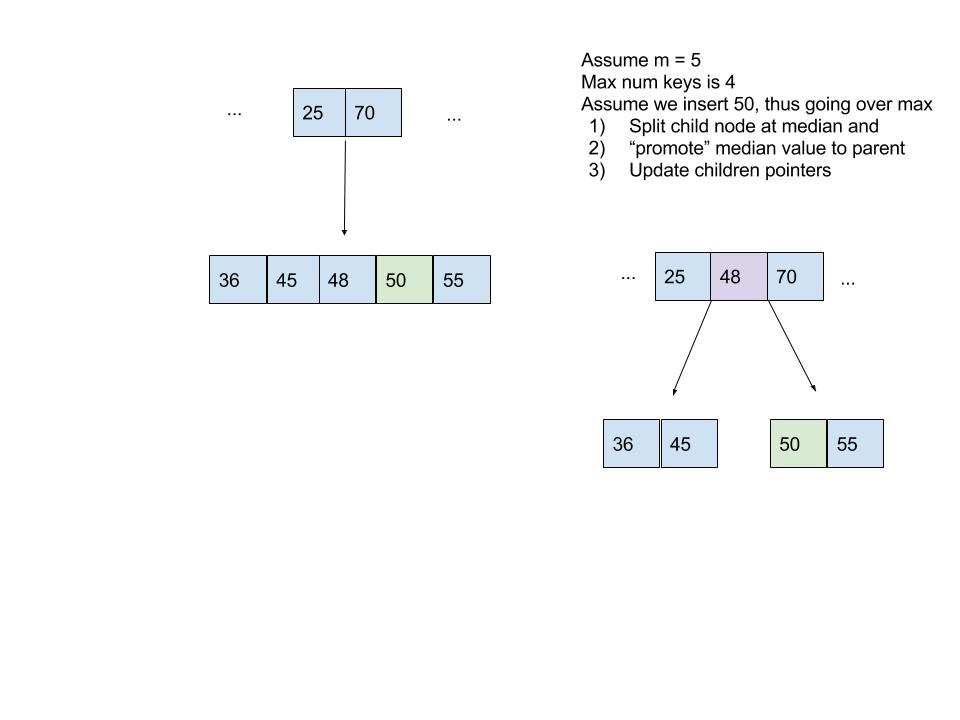 Assume m = 5
Max num keys is 4
Assume we insert 50, thus going over max
1) Split child node at median and
2) “promote” median value to parent
3) Update children pointers
... 25 70 ...
36 45 48 50 55
... 25 48 70 ...
36 45 50 55